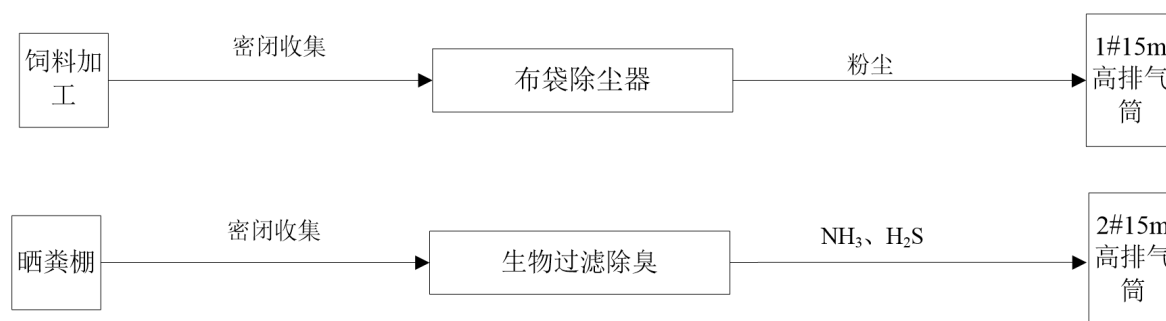 饲料加
工
密闭收集
布袋除尘器
粉尘
1#15m
高排气
筒
晒粪棚
密闭收集
生物过滤除臭
NH₃、H₂S
2#15m
高排气
筒